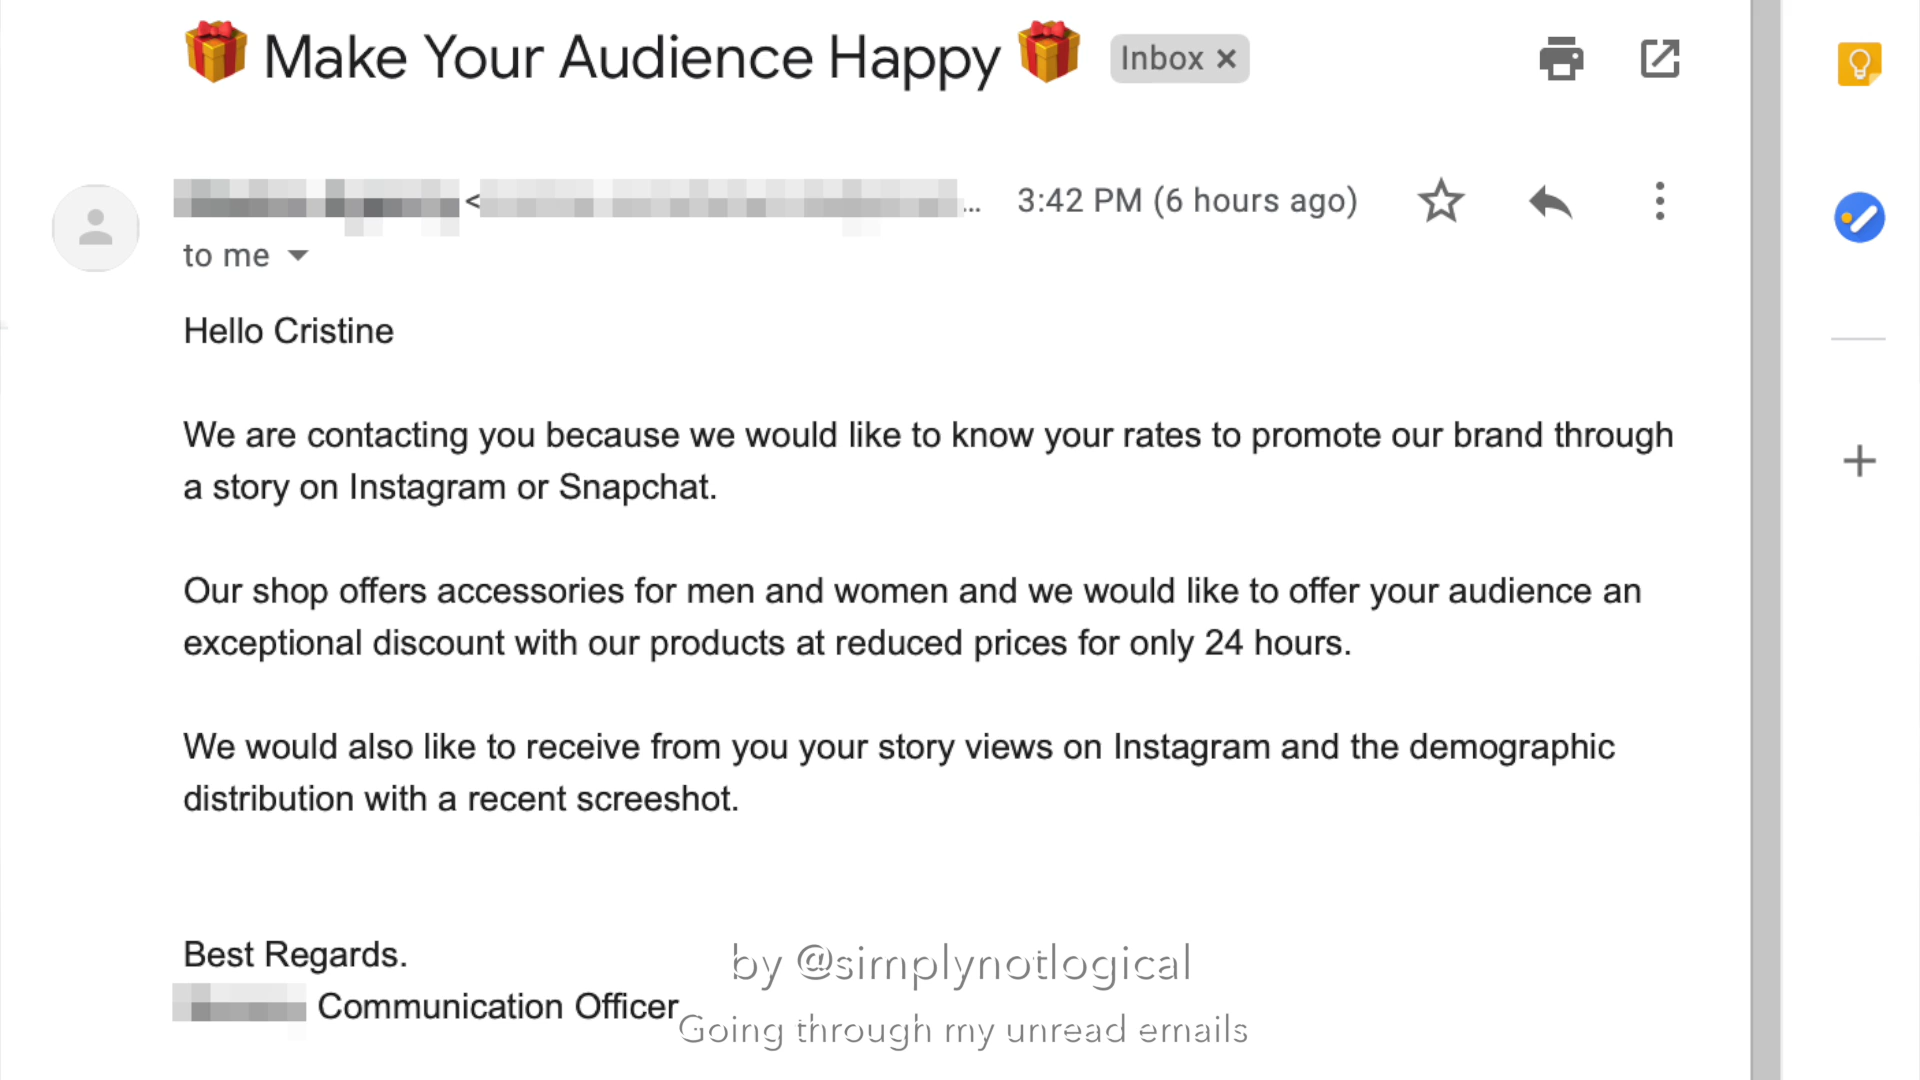 🎁 Make Your Audience Happy 🎁 Inbox ×
< ... 3:42 PM (6 hours ago)
to me
Hello Cristine
We are contacting you because we would like to know your rates to promote our brand through
a story on Instagram or Snapchat.
Our shop offers accessories for men and women and we would like to offer your audience an
exceptional discount with our products at reduced prices for only 24 hours.
We would also like to receive from you your story views on Instagram and the demographic
distribution with a recent screeshot.
Best Regards.
Communication Officer
by @simplynotlogical
Going through my unread emails